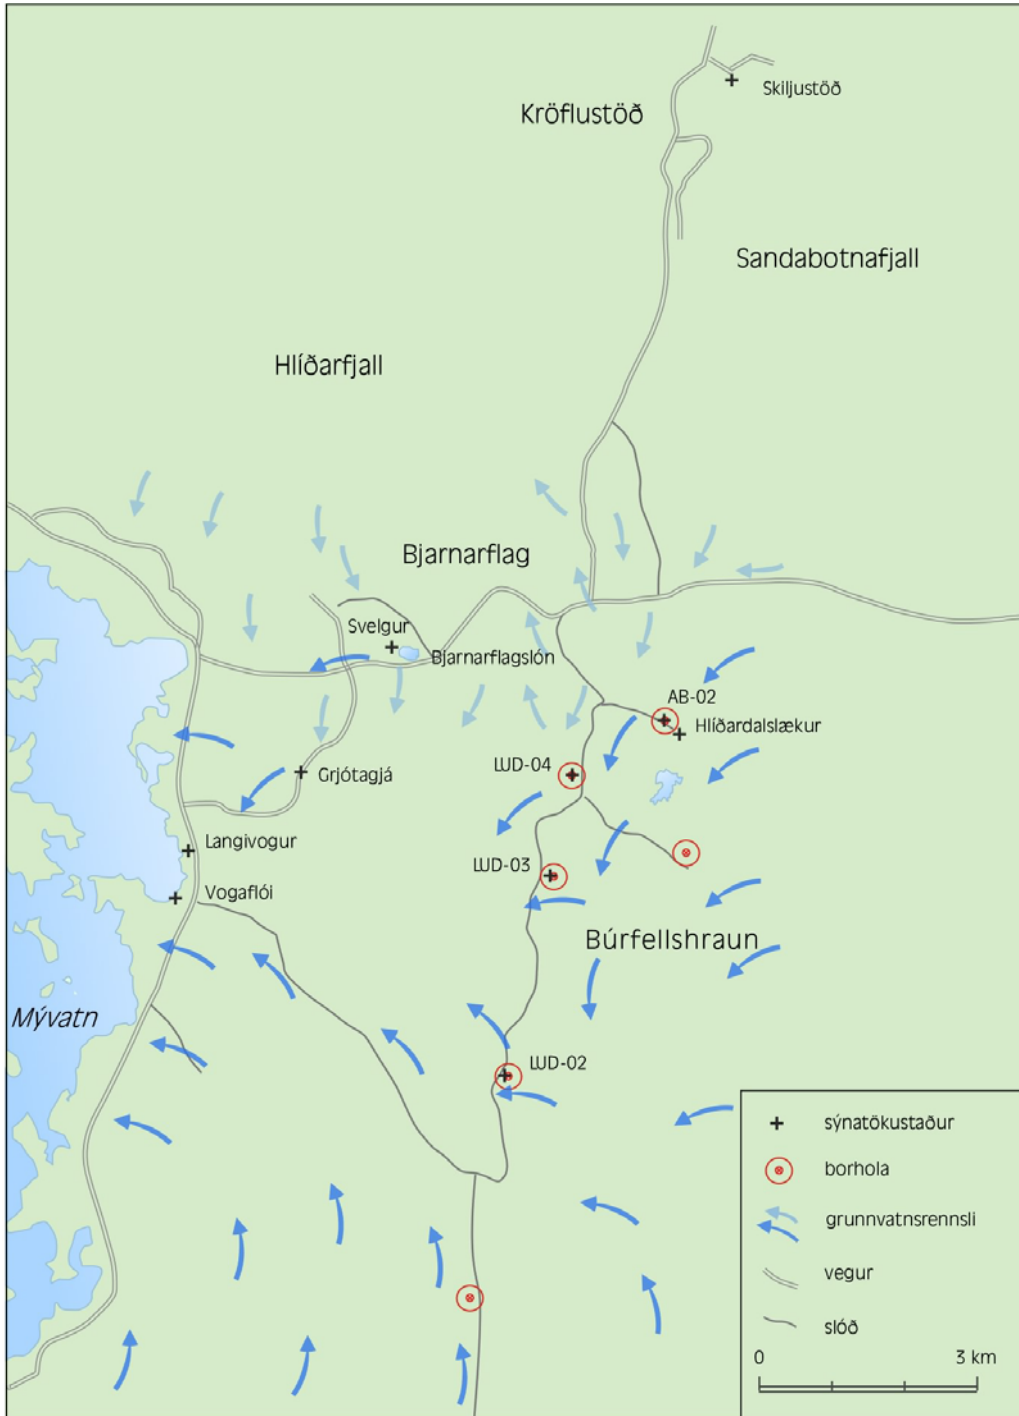 Skiljustöð
Kröflustöð
Sandabotnafjall
Hlíðarfjall
Bjarnarflag
Svelgur
Bjarnarflagslón
AB-02
Hlíðardalslækur
LUD-04
Grjótagjá
Langivogur
LUD-03
Vogaflói
Búrfellshraun
Mývatn
LUD-02
sýnatökustaður
borhola
grunnvatnsrennsli
vegur
slóð
0 3 km